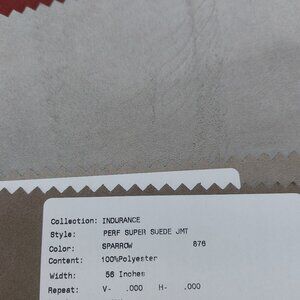 Collection: INDURANCE
Style: PERF SUPER SUEDE JMT
Color: SPARROW 876
Content: 100%Polyester
Width: 56 Inches
Repeat: V- .000 H- .000